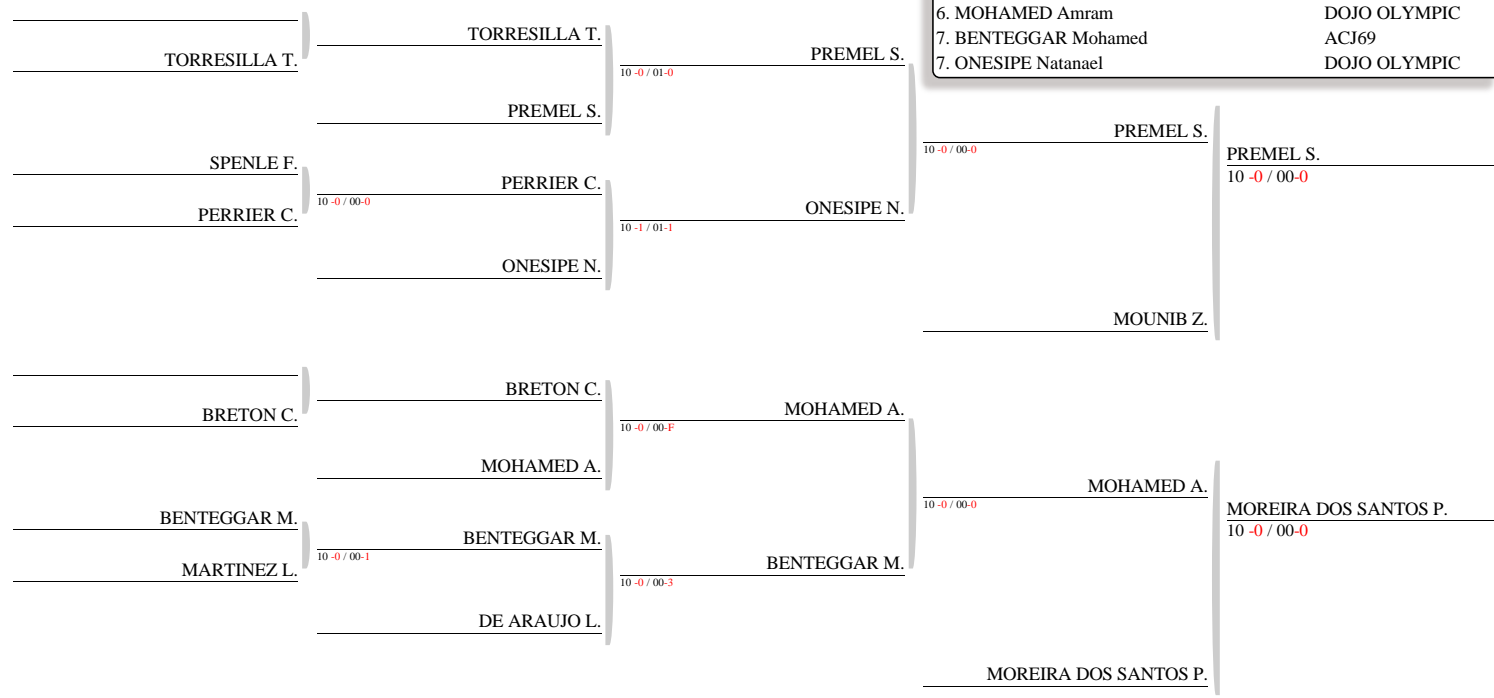 6. MOHAMED Amram DOJO OLYMPIC
7. BENTEGGAR Mohamed ACJ69
7. ONESIPE Natanael DOJO OLYMPIC
TORRESILLA T.
TORRESILLA T.
PREMEL S.
10 -0 / 01-0
PREMEL S.
PREMEL S.
10 -0 / 00-0
PREMEL S.
10 -0 / 00-0
SPENLE F.
PERRIER C.
10 -0 / 00-0
PERRIER C.
ONESIPE N.
10 -1 / 01-1
ONESIPE N.
MOUNIB Z.
BRETON C.
BRETON C.
MOHAMED A.
10 -0 / 00-F
MOHAMED A.
MOHAMED A.
10 -0 / 00-0
MOREIRA DOS SANTOS P.
10 -0 / 00-0
BENTEGGAR M.
BENTEGGAR M.
10 -0 / 00-1
MARTINEZ L.
BENTEGGAR M.
10 -0 / 00-3
DE ARAUJO L.
MOREIRA DOS SANTOS P.